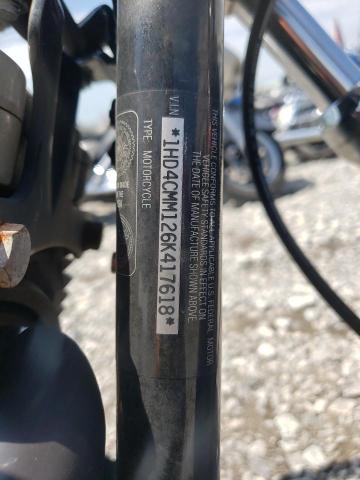 THIS VEHICLE CONFORMS TO ALL APPLICABLE U.S. FEDERAL MOTOR
VEHICLE SAFETY STANDARDS IN EFFECT ON
THE DATE OF MANUFACTURE SHOWN ABOVE.
V.I.N.
*1HD4CMM126K417618*
TYPE: MOTORCYCLE